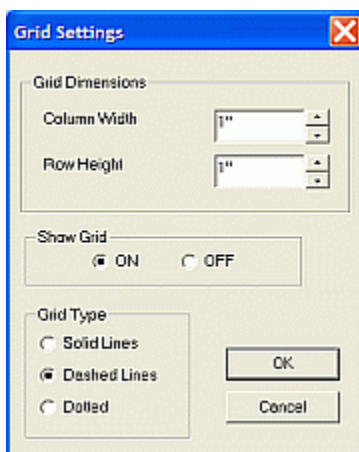 Grid Settings
Grid Dimensions
Column Width
1"
Row Height
1"
Show Grid
ON
OFF
Grid Type
Solid Lines
Dashed Lines
Dotted
OK
Cancel